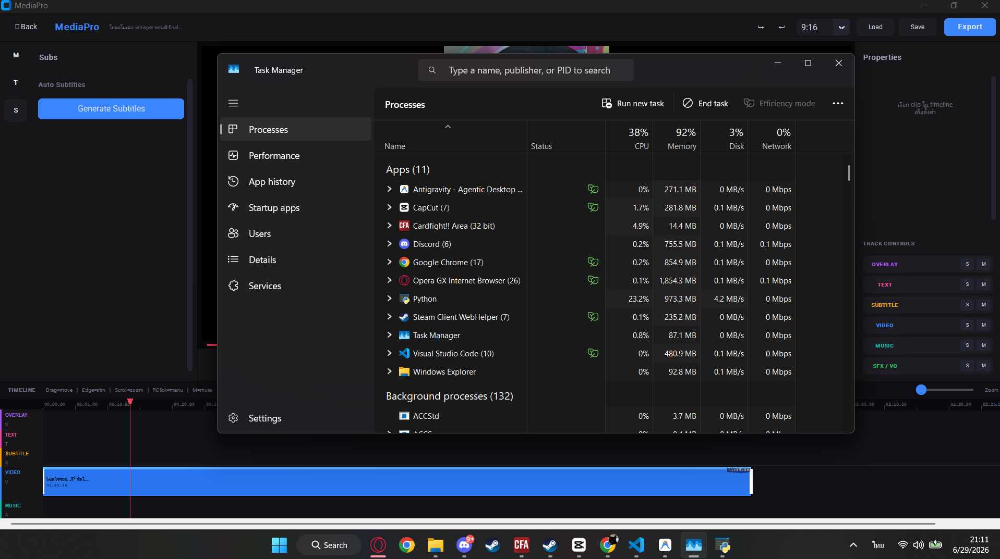 MediaPro
Back
MediaPro
โหลดโมเดล: whisper-small-final ...
9:16
Load
Save
Export
M
T
S
Subs
Auto Subtitles
Generate Subtitles
Task Manager
Type a name, publisher, or PID to search
Processes
Performance
App history
Startup apps
Users
Details
Services
Settings
Processes
Run new task
End task
Efficiency mode
Name
Status
38% CPU
92% Memory
3% Disk
0% Network
Apps (11)
Antigravity - Agentic Desktop ... 0% 271.1 MB 0 MB/s 0 Mbps
CapCut (7) 1.7% 281.8 MB 0.1 MB/s 0 Mbps
CFA Cardfight!! Area (32 bit) 4.9% 14.4 MB 0 MB/s 0 Mbps
Discord (6) 0.2% 755.5 MB 0.1 MB/s 0.1 Mbps
Google Chrome (17) 0.2% 854.9 MB 0.1 MB/s 0 Mbps
Opera GX Internet Browser (26) 0.1% 1,854.3 MB 0.1 MB/s 0.1 Mbps
Python 23.2% 973.3 MB 4.2 MB/s 0 Mbps
Steam Client WebHelper (7) 0.1% 235.2 MB 0 MB/s 0 Mbps
Task Manager 0.8% 87.1 MB 0 MB/s 0 Mbps
Visual Studio Code (10) 0% 480.9 MB 0.1 MB/s 0 Mbps
Windows Explorer 0% 92.8 MB 0.1 MB/s 0 Mbps
Background processes (132)
ACCStd 0% 3.7 MB 0 MB/s 0 Mbps
Properties
เลือก clip ใน timeline
เพื่อตั้งค่า
TRACK CONTROLS
OVERLAY S M
TEXT S M
SUBTITLE S M
VIDEO S M
MUSIC S M
SFX / VO S M
TIMELINE
Drag=move | Edge=trim | Scroll=zoom | RClick=menu | M=mute
Zoom
00:00.00 00:05.00 00:10.00 00:20.00 02:10.00 02:20.00
OVERLAY
V
TEXT
T
SUBTITLE
S
VIDEO
V
MUSIC
A
01:49.46
Search
9+
CFA
ไทย
21:11
6/29/2026